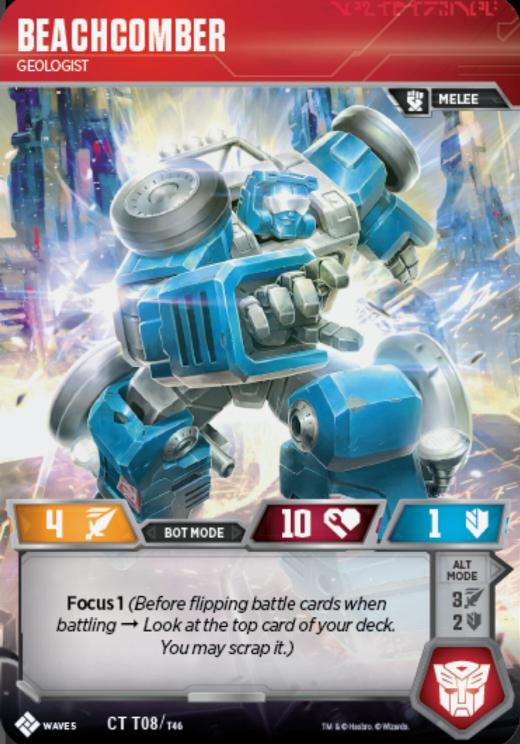 BEACHCOMBER
GEOLOGIST
MELEE
4
BOT MODE
10
1
Focus 1 (Before flipping battle cards when
battling → Look at the top card of your deck.
You may scrap it.)
ALT
MODE
3
2
WAVE 5
CT T08/T46
TM & © Hasbro. © Wizards.